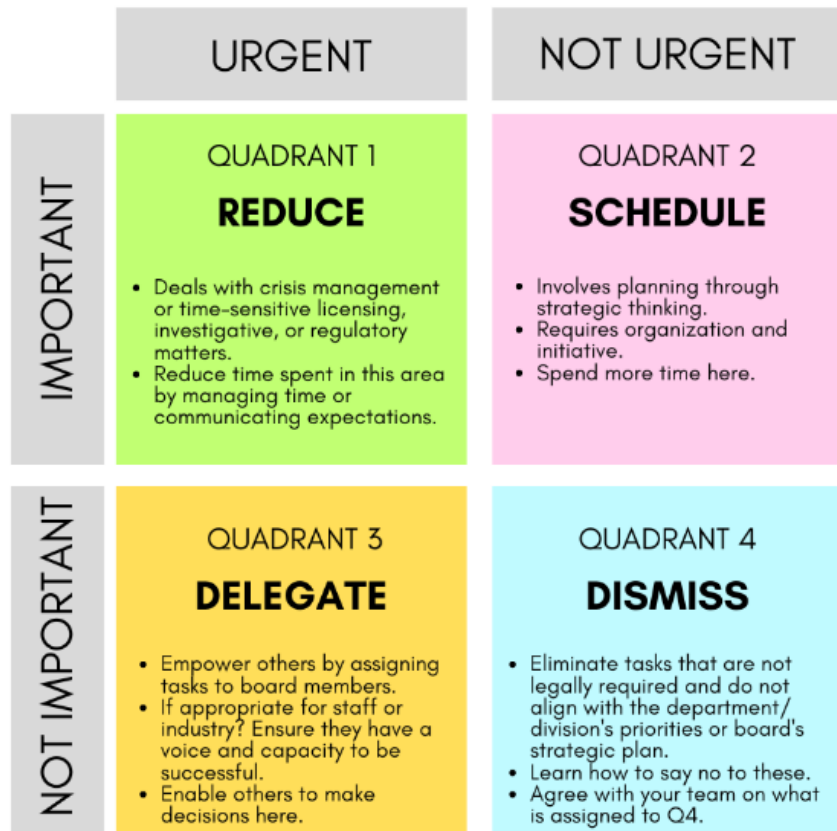 URGENT
NOT URGENT
IMPORTANT
QUADRANT 1
REDUCE
• Deals with crisis management
or time-sensitive licensing,
investigative, or regulatory
matters.
• Reduce time spent in this area
by managing time or
communicating expectations.
QUADRANT 2
SCHEDULE
• Involves planning through
strategic thinking.
• Requires organization and
initiative.
• Spend more time here.
NOT IMPORTANT
QUADRANT 3
DELEGATE
• Empower others by assigning
tasks to board members.
• If appropriate for staff or
industry? Ensure they have a
voice and capacity to be
successful.
• Enable others to make
decisions here.
QUADRANT 4
DISMISS
• Eliminate tasks that are not
legally required and do not
align with the department/
division's priorities or board's
strategic plan.
• Learn how to say no to these.
• Agree with your team on what
is assigned to Q4.